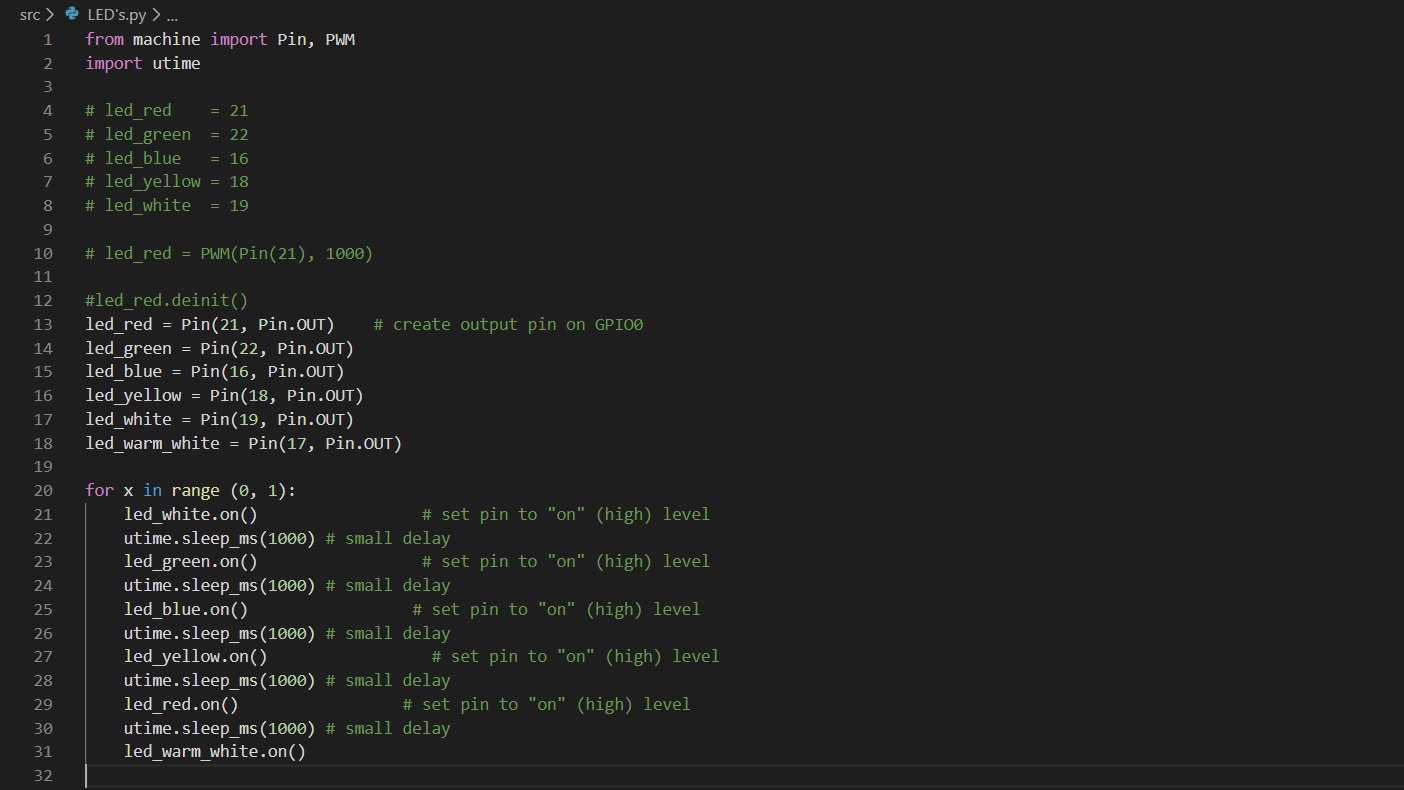 src > LED's.py > ...
1 from machine import Pin, PWM
2 import utime
3
4 # led_red    = 21
5 # led_green  = 22
6 # led_blue   = 16
7 # led_yellow = 18
8 # led_white  = 19
9
10 # led_red = PWM(Pin(21), 1000)
11
12 #led_red.deinit()
13 led_red = Pin(21, Pin.OUT)    # create output pin on GPIO0
14 led_green = Pin(22, Pin.OUT)
15 led_blue = Pin(16, Pin.OUT)
16 led_yellow = Pin(18, Pin.OUT)
17 led_white = Pin(19, Pin.OUT)
18 led_warm_white = Pin(17, Pin.OUT)
19
20 for x in range (0, 1):
21     led_white.on()                 # set pin to "on" (high) level
22     utime.sleep_ms(1000) # small delay
23     led_green.on()                 # set pin to "on" (high) level
24     utime.sleep_ms(1000) # small delay
25     led_blue.on()                 # set pin to "on" (high) level
26     utime.sleep_ms(1000) # small delay
27     led_yellow.on()                 # set pin to "on" (high) level
28     utime.sleep_ms(1000) # small delay
29     led_red.on()                 # set pin to "on" (high) level
30     utime.sleep_ms(1000) # small delay
31     led_warm_white.on()
32